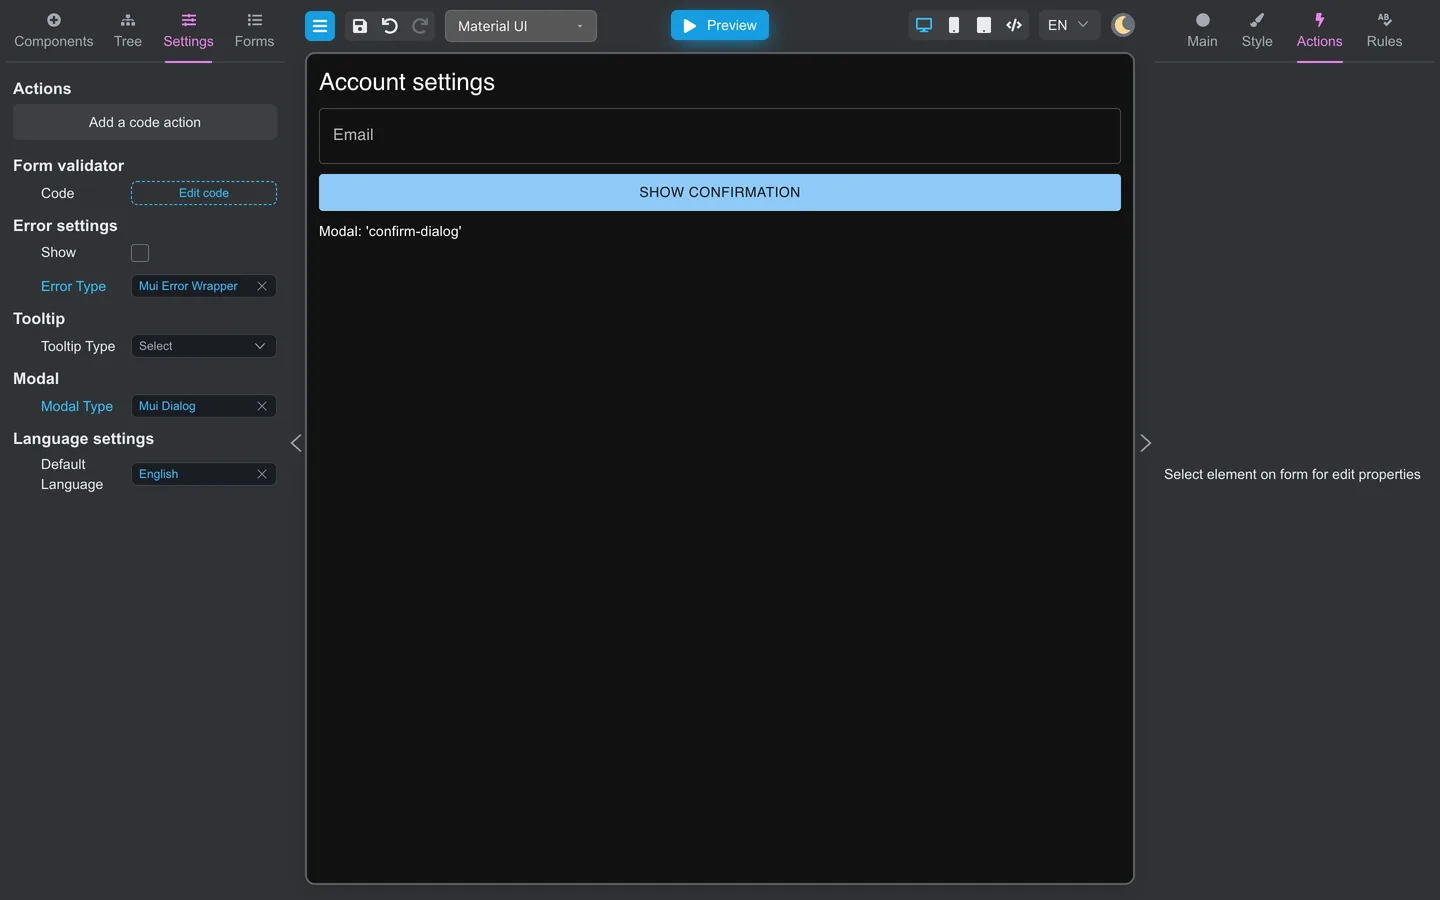 Components
Tree
Settings
Forms
Material UI
Preview
EN
Main
Style
Actions
AB
Rules
Actions
Add a code action
Form validator
Code
Edit code
Error settings
Show
Error Type
Mui Error Wrapper
Tooltip
Tooltip Type
Select
Modal
Modal Type
Mui Dialog
Language settings
Default
Language
English
Account settings
Email
SHOW CONFIRMATION
Modal: 'confirm-dialog'
Select element on form for edit properties